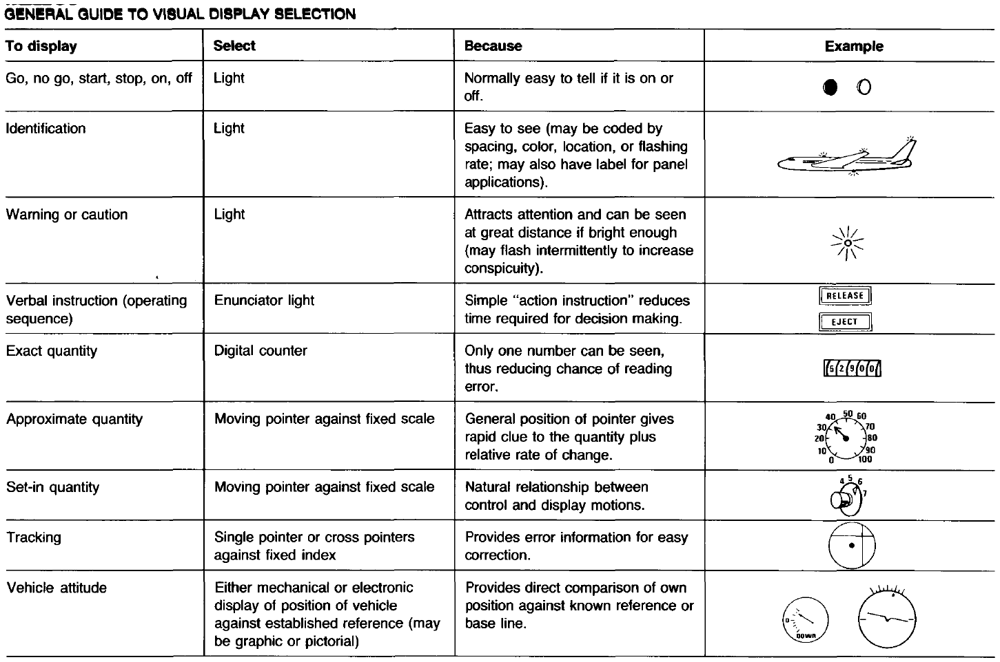 GENERAL GUIDE TO VISUAL DISPLAY SELECTION
To display Select Because Example
Go, no go, start, stop, on, off Light Normally easy to tell if it is on or
off.
Identification Light Easy to see (may be coded by
spacing, color, location, or flashing
rate; may also have label for panel
applications).
Warning or caution Light Attracts attention and can be seen
at great distance if bright enough
(may flash intermittently to increase
conspicuity).
Verbal instruction (operating Enunciator light Simple "action instruction" reduces RELEASE
sequence) time required for decision making. EJECT
Exact quantity Digital counter Only one number can be seen,
thus reducing chance of reading 52900
error.
Approximate quantity Moving pointer against fixed scale General position of pointer gives 40 50 60
rapid clue to the quantity plus 30 70
relative rate of change. 20 80
10 90
0 100
Set-in quantity Moving pointer against fixed scale Natural relationship between 4 5 6
control and display motions. 7
Tracking Single pointer or cross pointers Provides error information for easy
against fixed index correction.
Vehicle attitude Either mechanical or electronic Provides direct comparison of own
display of position of vehicle position against known reference or
against established reference (may base line. 0
be graphic or pictorial) DOWN